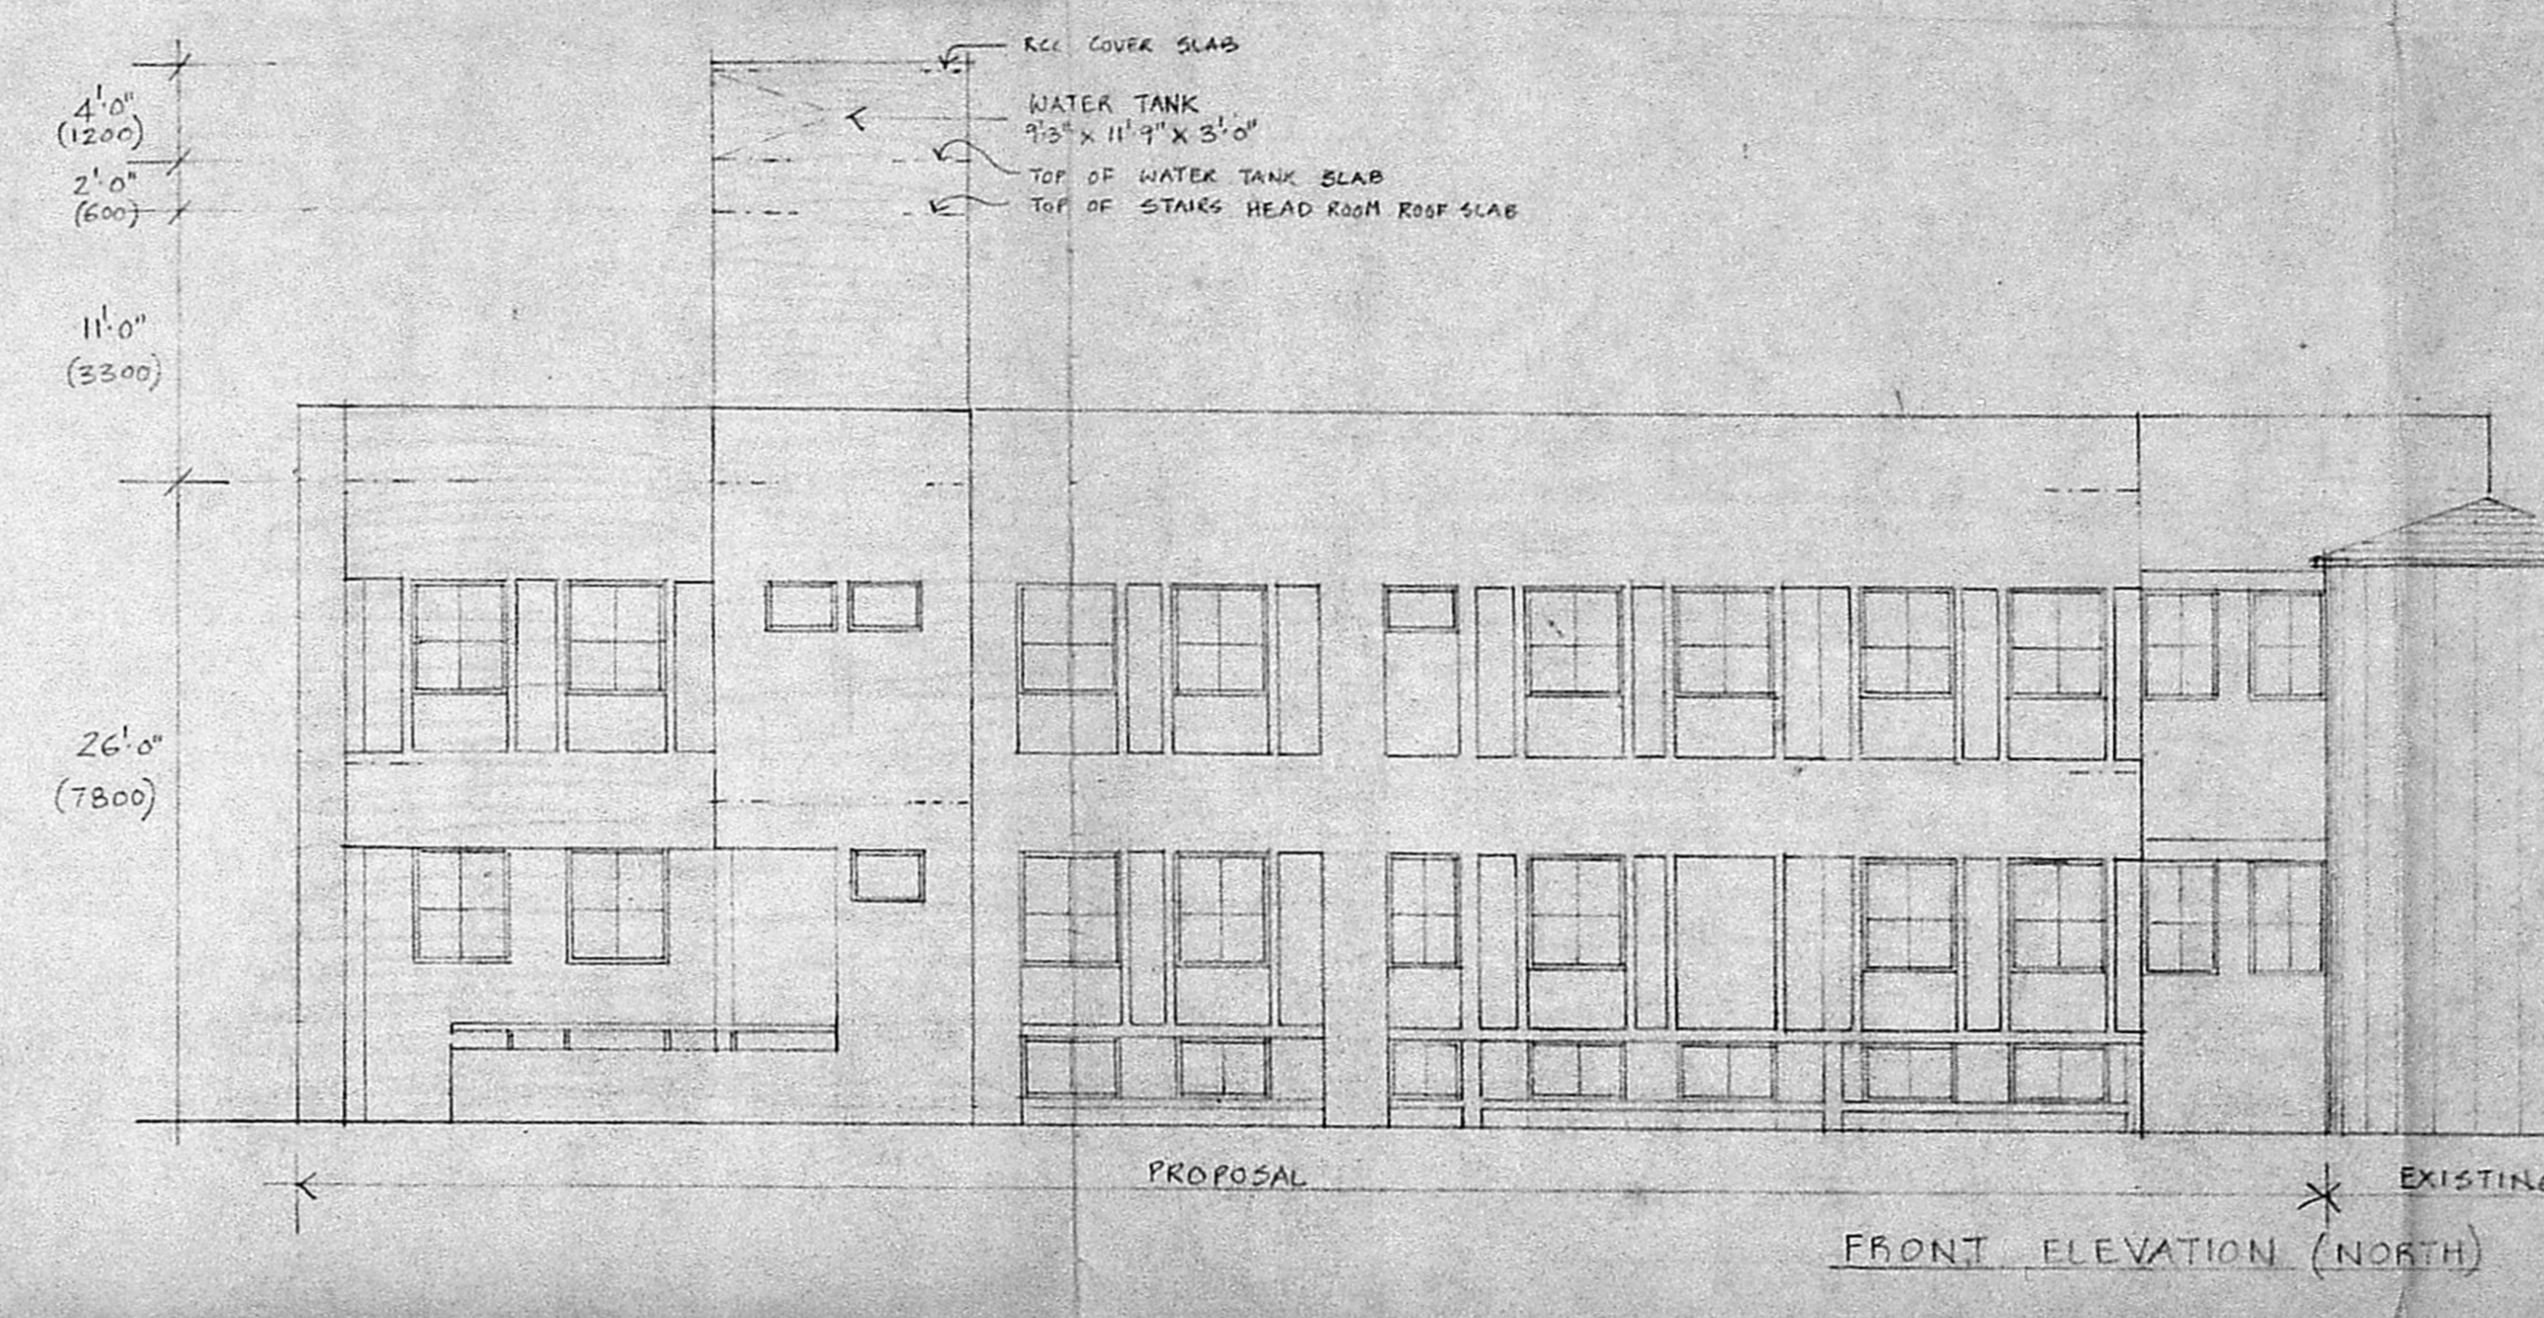 RCC COVER SLAB
WATER TANK
9'·3" x 11'·9" x 3'·0"
TOP OF WATER TANK SLAB
TOP OF STAIRS HEAD ROOM ROOF SLAB
4'·0"
(1200)
2'·0"
(600)
11'·0"
(3300)
26'·0"
(7800)
PROPOSAL
EXISTING
FRONT ELEVATION (NORTH)